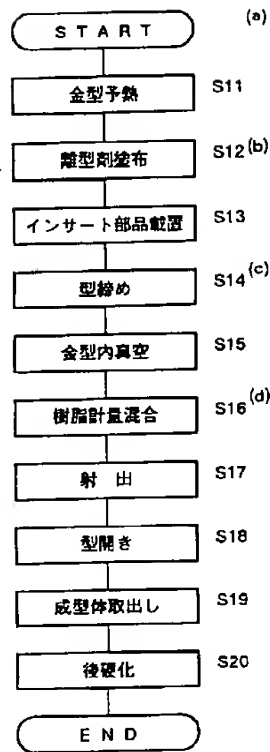 START (a)
金型予熱 S11
離型剤塗布 S12(b)
インサート部品載置 S13
型締め S14(c)
金型内真空 S15
樹脂計量混合 S16(d)
射出 S17
型開き S18
成型体取出し S19
後硬化 S20
END